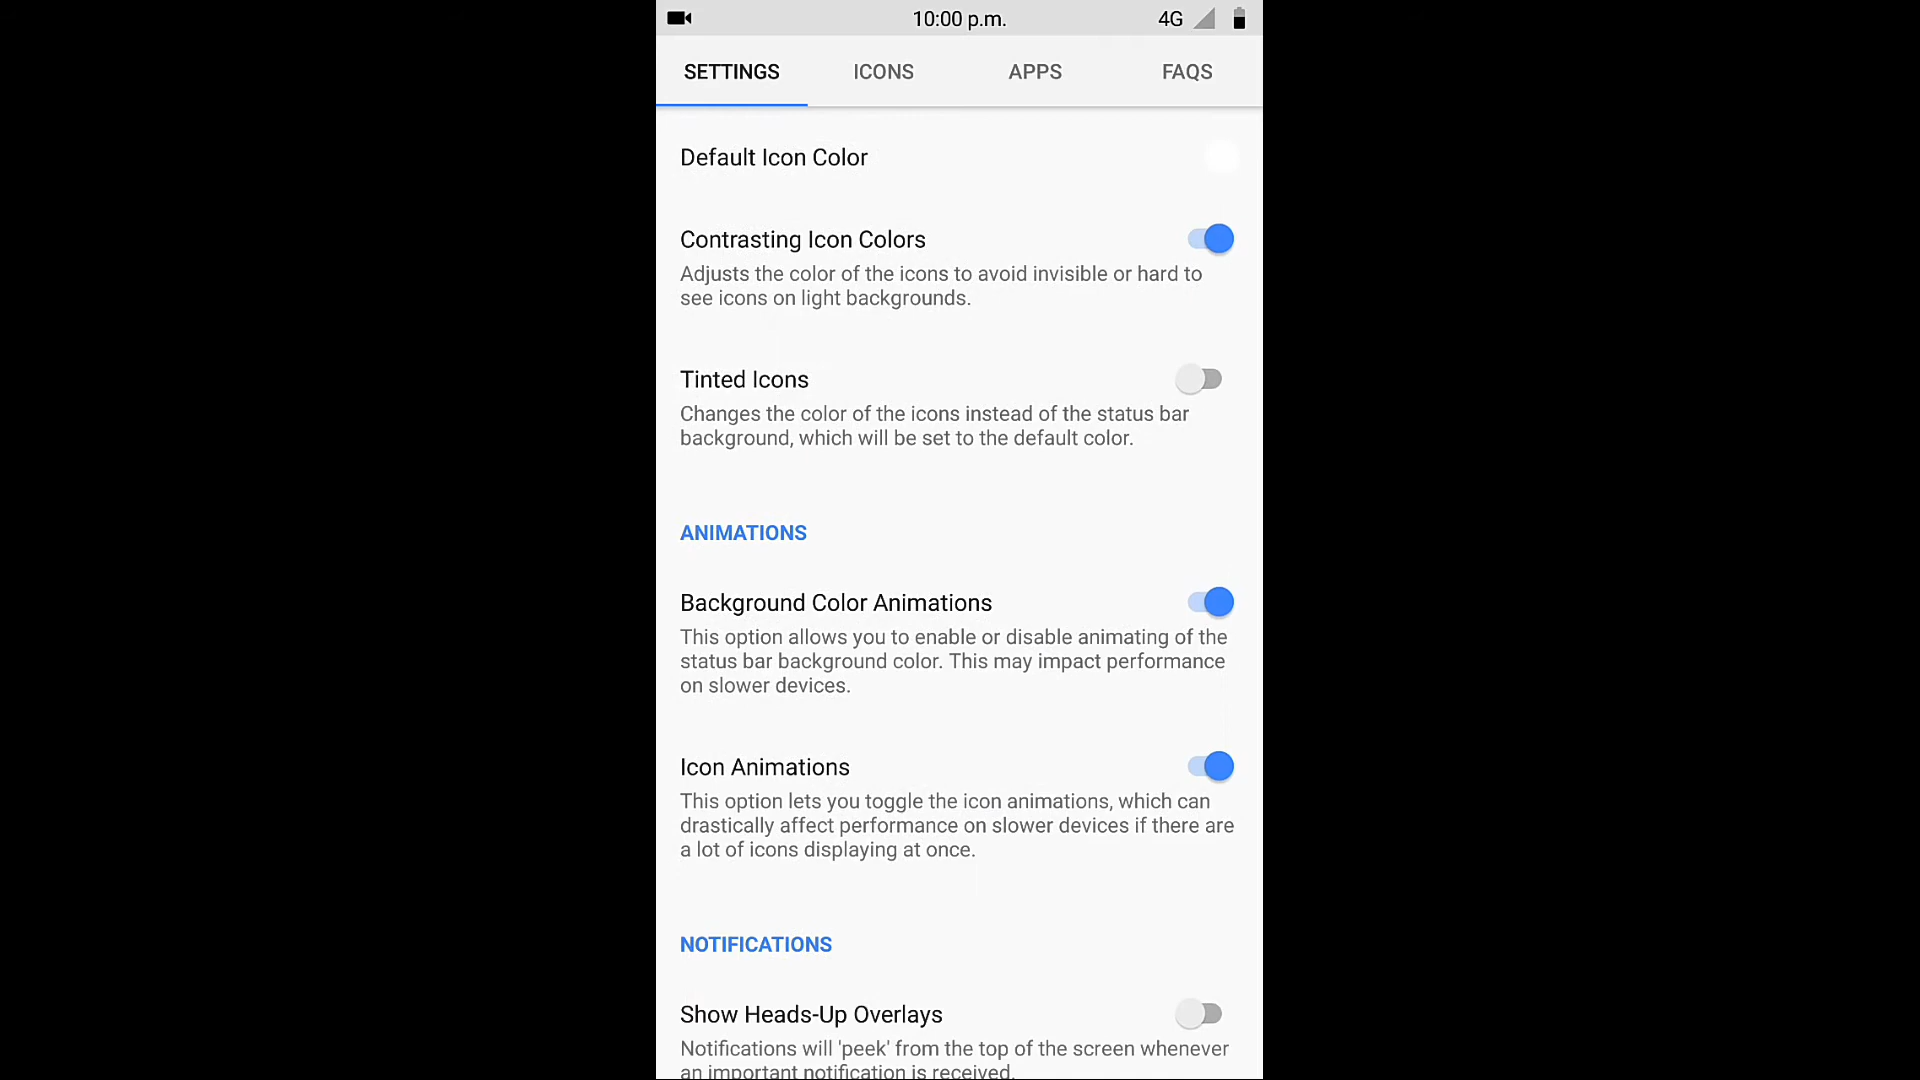 10:00 p.m. 4G
SETTINGS ICONS APPS FAQS
Default Icon Color
Contrasting Icon Colors
Adjusts the color of the icons to avoid invisible or hard to
see icons on light backgrounds.
Tinted Icons
Changes the color of the icons instead of the status bar
background, which will be set to the default color.
ANIMATIONS
Background Color Animations
This option allows you to enable or disable animating of the
status bar background color. This may impact performance
on slower devices.
Icon Animations
This option lets you toggle the icon animations, which can
drastically affect performance on slower devices if there are
a lot of icons displaying at once.
NOTIFICATIONS
Show Heads-Up Overlays
Notifications will 'peek' from the top of the screen whenever
an important notification is received.